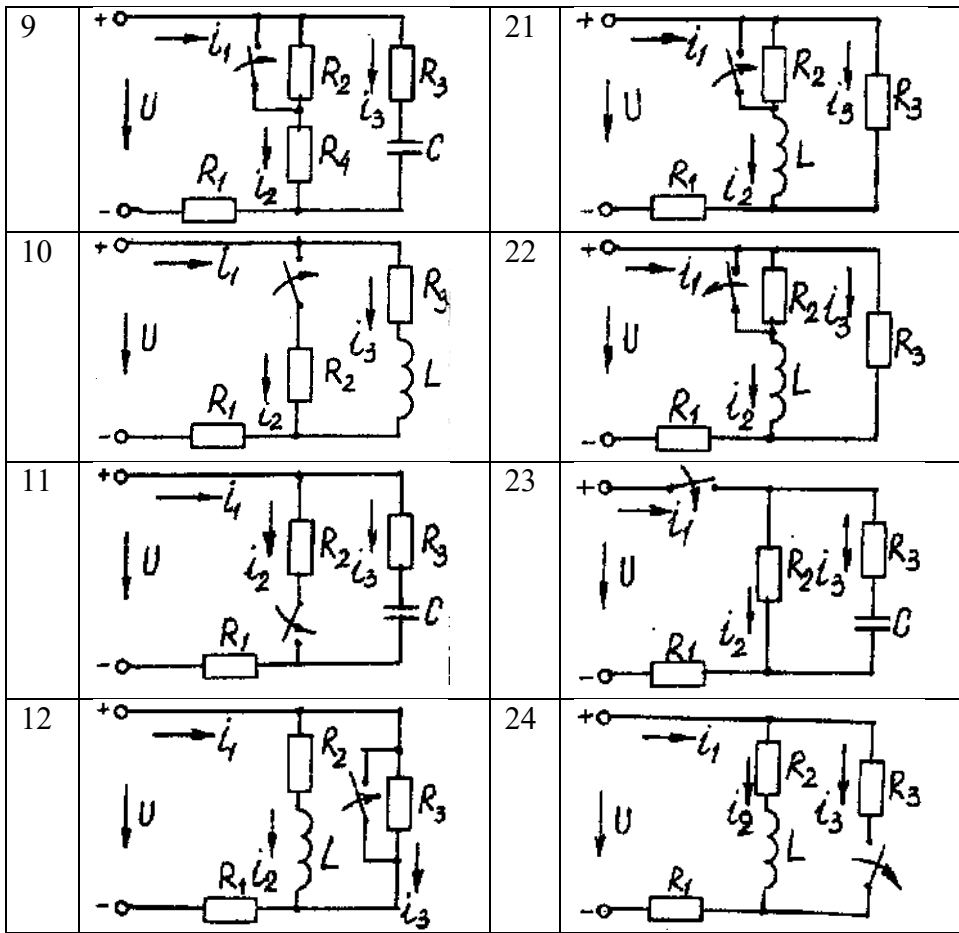 9
+
i₁
R₂
i₃
R₃
U
i₂
R₄
C
R₁
-
21
+
i₁
R₂
i₃
R₃
U
L
i₂
R₁
-
10
+
i₁
R₃
U
i₃
R₂
L
i₂
R₁
-
22
+
i₁
R₂
i₃
R₃
U
L
i₂
R₁
-
11
+
i₁
R₂
i₃
R₃
i₂
U
C
R₁
-
23
+
i₁
U
R₂
i₃
R₃
i₂
C
R₁
-
12
+
i₁
R₂
R₃
U
L
i₂
R₁
i₃
-
24
+
i₁
R₂
i₂
i₃
R₃
U
L
R₁
-